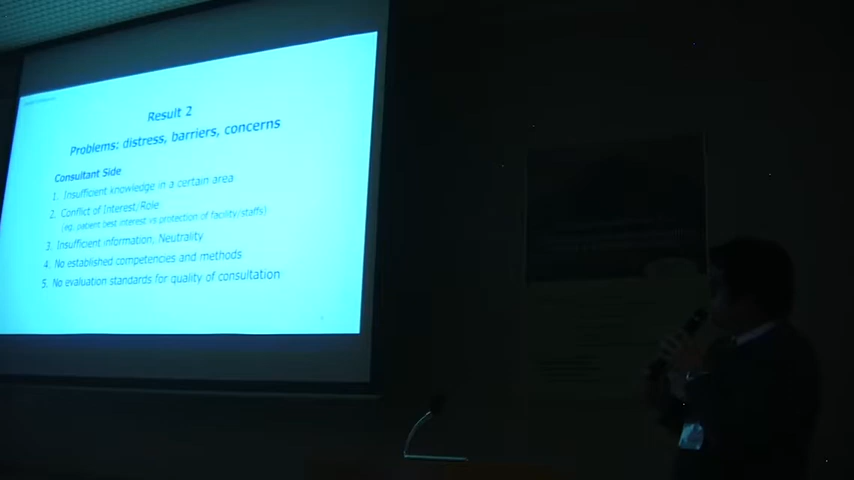 Result 2
Problems: distress, barriers, concerns
Consultant Side
1. Insufficient knowledge in a certain area
2. Conflict of Interest/Role
(eg. patient best interest vs protection of facility/staffs)
3. Insufficient information, Neutrality
4. No established competencies and methods
5. No evaluation standards for quality of consultation